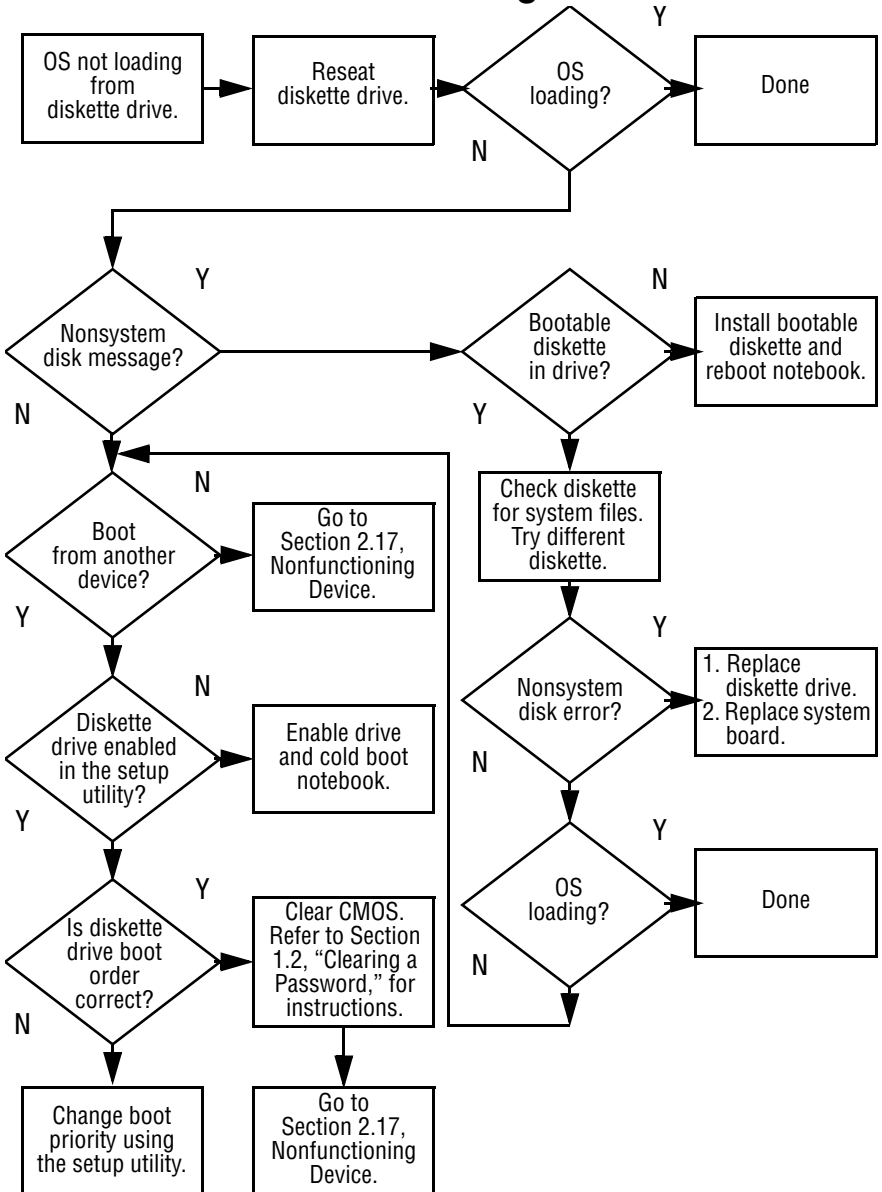 OS not loading
from
diskette drive.
Reseat
diskette drive.
OS
loading?
Y
Done
N
Nonsystem
disk message?
Y
N
Bootable
diskette
in drive?
N
Install bootable
diskette and
reboot notebook.
Y
Check diskette
for system files.
Try different
diskette.
Boot
from another
device?
N
Go to
Section 2.17,
Nonfunctioning
Device.
Y
Nonsystem
disk error?
Y
1. Replace
diskette drive.
2. Replace system
board.
N
Diskette
drive enabled
in the setup
utility?
N
Enable drive
and cold boot
notebook.
Y
OS
loading?
Y
Done
N
Is diskette
drive boot
order
correct?
Y
Clear CMOS.
Refer to Section
1.2, “Clearing a
Password,” for
instructions.
N
Change boot
priority using
the setup utility.
Go to
Section 2.17,
Nonfunctioning
Device.